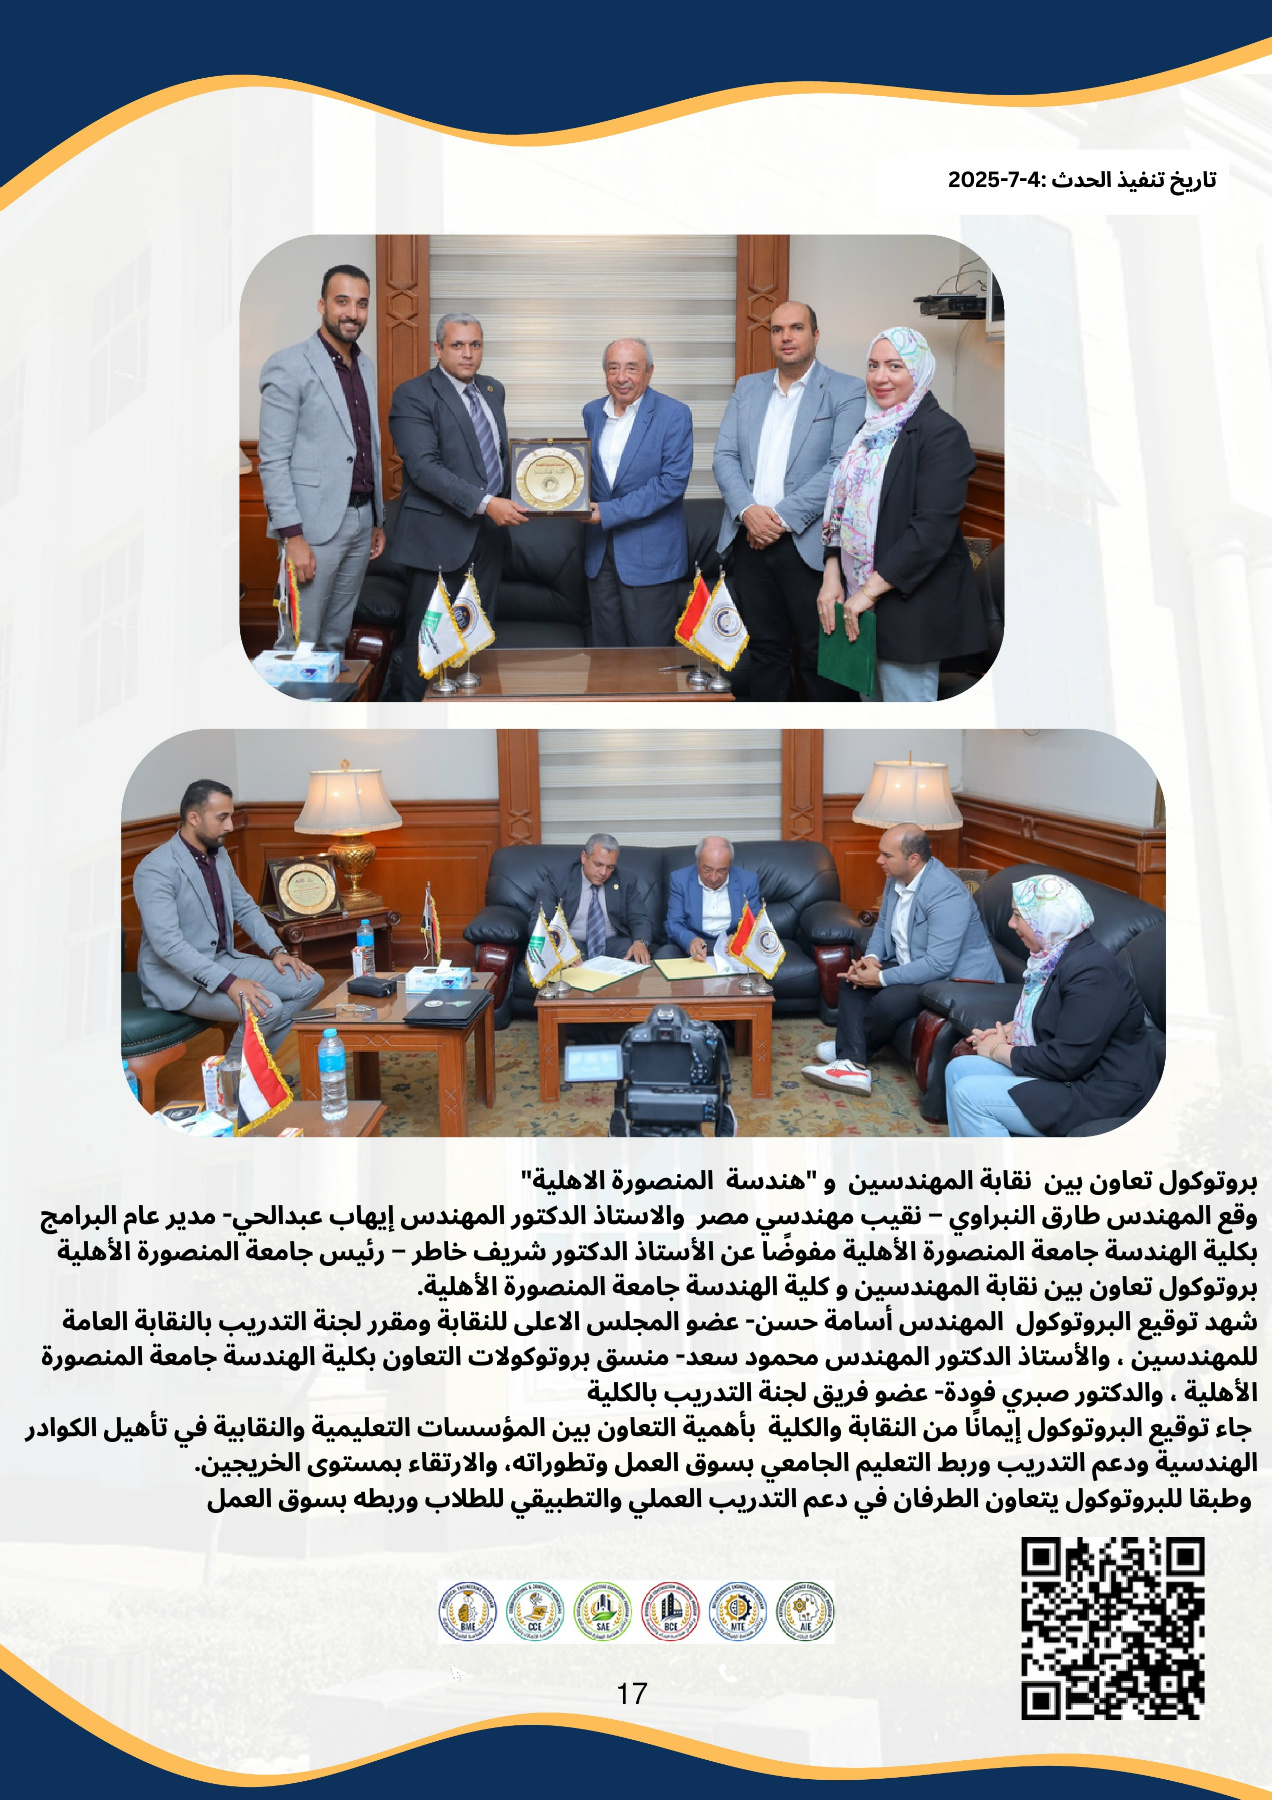 تاريخ تنفيذ الحدث :4-7-2025
بروتوكول تعاون بين نقابة المهندسين و "هندسة المنصورة الاهلية"
وقع المهندس طارق النبراوي – نقيب مهندسي مصر والاستاذ الدكتور المهندس إيهاب عبدالحي- مدير عام البرامج
بكلية الهندسة جامعة المنصورة الأهلية مفوضًا عن الأستاذ الدكتور شريف خاطر – رئيس جامعة المنصورة الأهلية
بروتوكول تعاون بين نقابة المهندسين و كلية الهندسة جامعة المنصورة الأهلية.
شهد توقيع البروتوكول المهندس أسامة حسن- عضو المجلس الاعلى للنقابة ومقرر لجنة التدريب بالنقابة العامة
للمهندسين ، والأستاذ الدكتور المهندس محمود سعد- منسق بروتوكولات التعاون بكلية الهندسة جامعة المنصورة
الأهلية ، والدكتور صبري فودة- عضو فريق لجنة التدريب بالكلية
جاء توقيع البروتوكول إيمانًا من النقابة والكلية بأهمية التعاون بين المؤسسات التعليمية والنقابية في تأهيل الكوادر
الهندسية ودعم التدريب وربط التعليم الجامعي بسوق العمل وتطوراته، والارتقاء بمستوى الخريجين.
وطبقا للبروتوكول يتعاون الطرفان في دعم التدريب العملي والتطبيقي للطلاب وربطه بسوق العمل
BME CCE SAE BCE MTE AIE
17